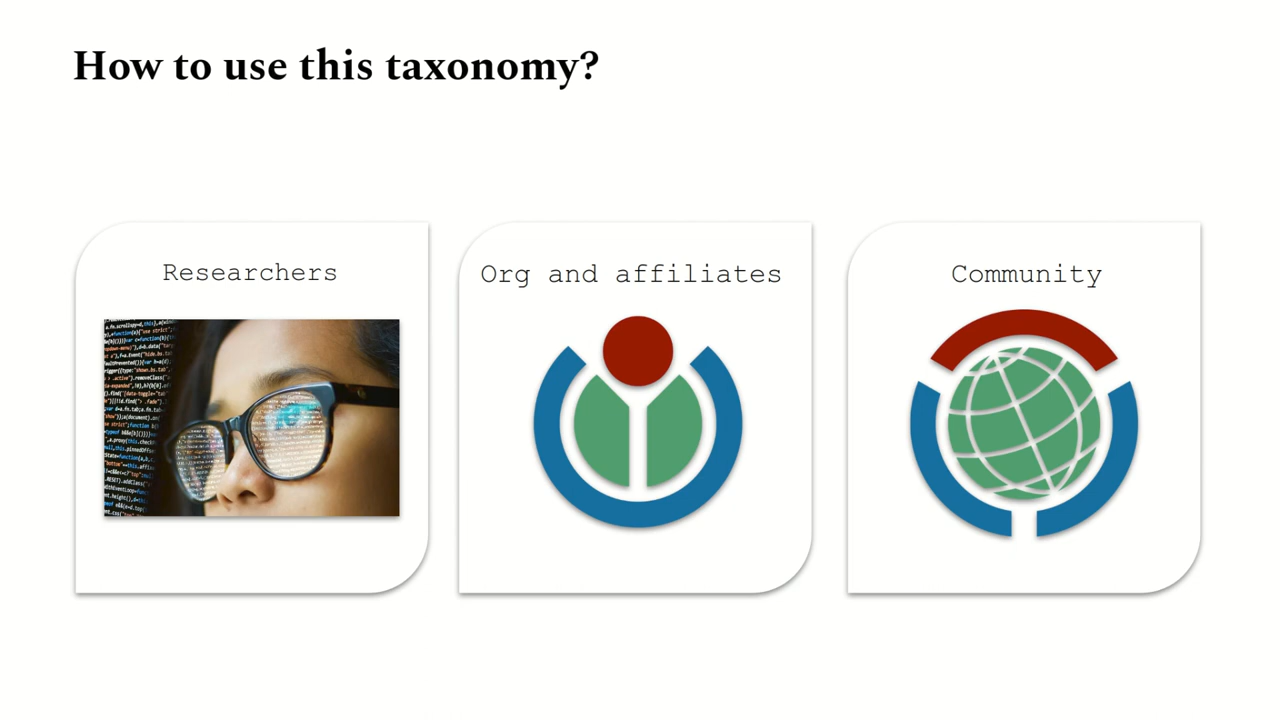 How to use this taxonomy?
Researchers
Org and affiliates
Community